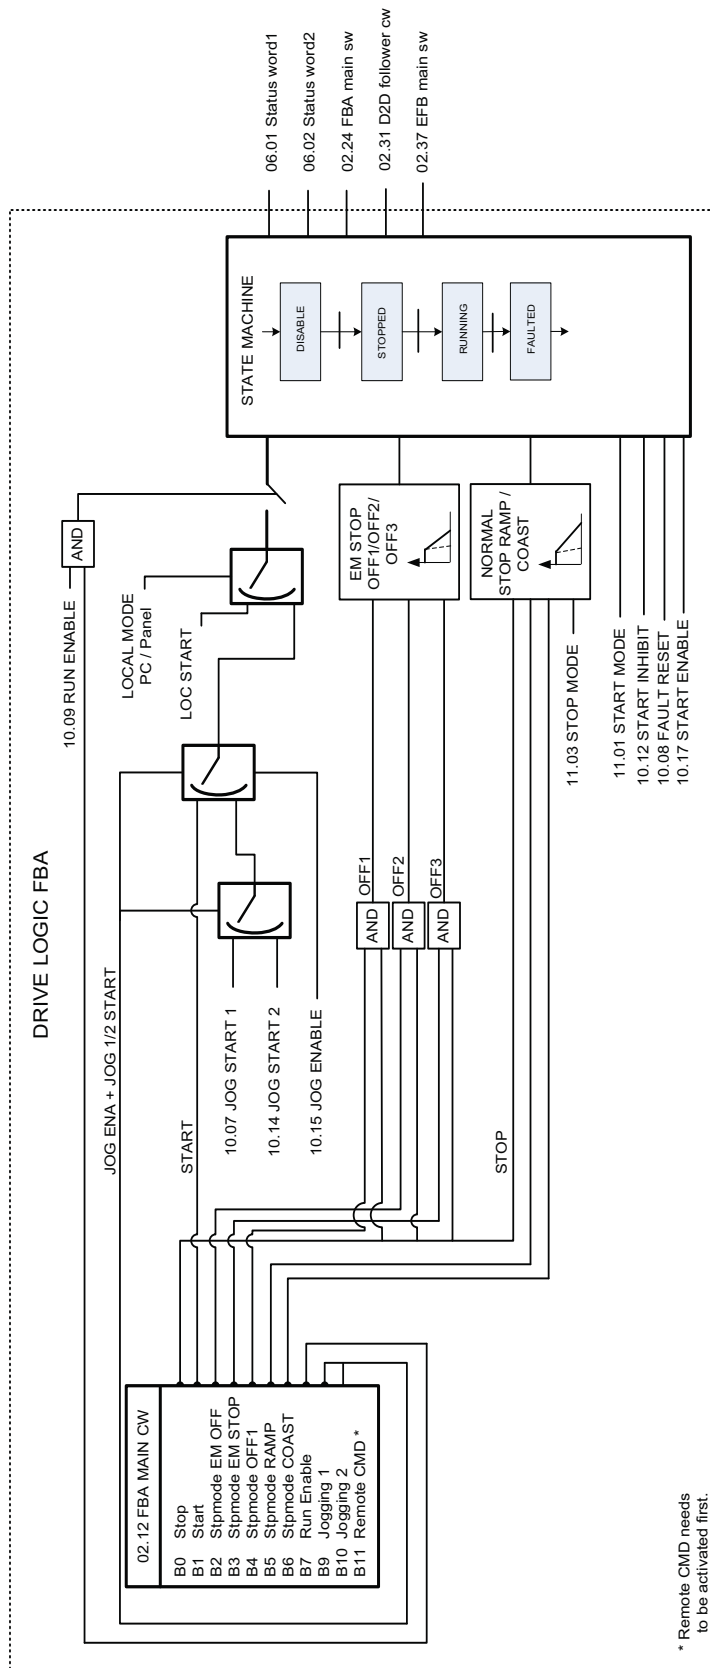 DRIVE LOGIC FBA
02.12 FBA MAIN CW
B0 Stop
B1 Start
B2 Stpmode EM OFF
B3 Stpmode EM STOP
B4 Stpmode OFF1
B5 Stpmode RAMP
B6 Stpmode COAST
B7 Run Enable
B9 Jogging 1
B10 Jogging 2
B11 Remote CMD *
JOG ENA + JOG 1/2 START
START
10.07 JOG START 1
10.14 JOG START 2
10.15 JOG ENABLE
10.09 RUN ENABLE
AND
LOCAL MODE
PC / Panel
LOC START
AND
OFF1
AND
OFF2
AND
OFF3
STOP
EM STOP
OFF1/OFF2/
OFF3
NORMAL
STOP RAMP /
COAST
11.03 STOP MODE
11.01 START MODE
10.12 START INHIBIT
10.08 FAULT RESET
10.17 START ENABLE
STATE MACHINE
DISABLE
STOPPED
RUNNING
FAULTED
06.01 Status word1
06.02 Status word2
02.24 FBA main sw
02.31 D2D follower cw
02.37 EFB main sw
* Remote CMD needs
to be activated first.